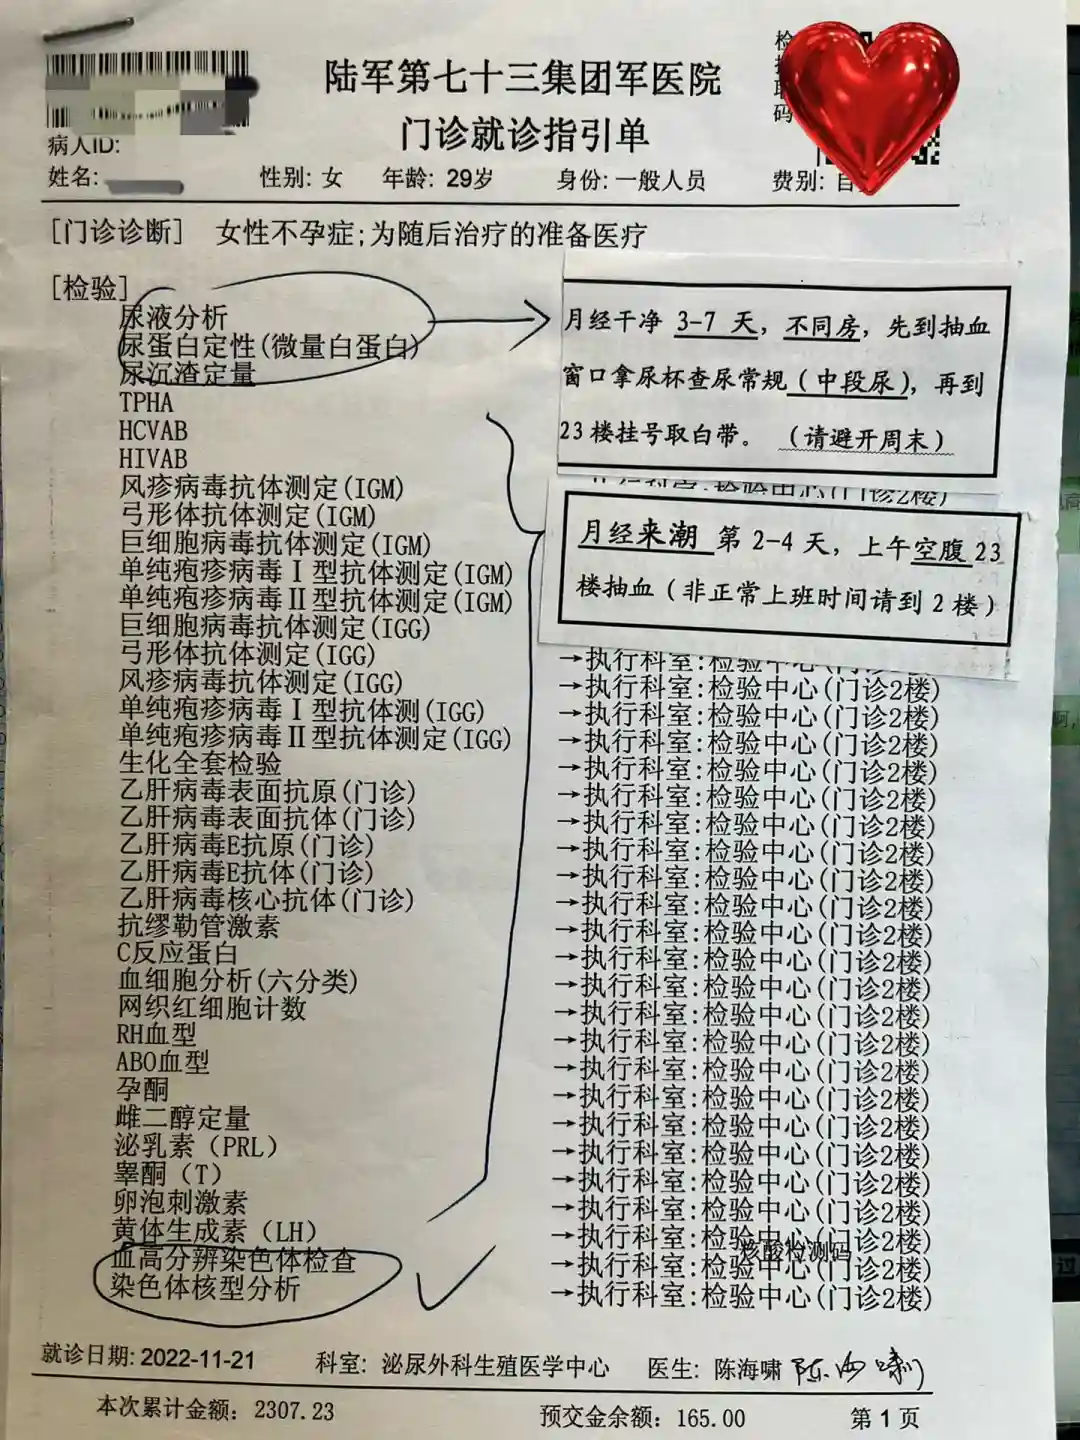 陆军第七十三集团军医院
门诊就诊指引单
病人ID:
姓名: 性别: 女 年龄: 29岁 身份: 一般人员 费别:
[门诊诊断] 女性不孕症;为随后治疗的准备医疗
[检验]
尿液分析
尿蛋白定性(微量白蛋白)
尿沉渣定量
月经干净 3-7 天，不同房，先到抽血
窗口拿尿杯查尿常规（中段尿），再到
23楼挂号取白带。（请避开周末）
TPHA
HCVAB
HIVAB
风疹病毒抗体测定(IGM)
执行科室:检验中心(门诊2楼)
弓形体抗体测定(IGM)
巨细胞病毒抗体测定(IGM)
单纯疱疹病毒Ⅰ型抗体测定(IGM)
单纯疱疹病毒Ⅱ型抗体测定(IGM)
月经来潮 第 2-4 天，上午空腹 23
楼抽血（非正常上班时间请到 2 楼）
巨细胞病毒抗体测定(IGG)
弓形体抗体测定(IGG) →执行科室:检验中心(门诊2楼)
风疹病毒抗体测定(IGG) →执行科室:检验中心(门诊2楼)
单纯疱疹病毒Ⅰ型抗体测(IGG) →执行科室:检验中心(门诊2楼)
单纯疱疹病毒Ⅱ型抗体测定(IGG) →执行科室:检验中心(门诊2楼)
生化全套检验 →执行科室:检验中心(门诊2楼)
乙肝病毒表面抗原(门诊) →执行科室:检验中心(门诊2楼)
乙肝病毒表面抗体(门诊) →执行科室:检验中心(门诊2楼)
乙肝病毒E抗原(门诊) →执行科室:检验中心(门诊2楼)
乙肝病毒E抗体(门诊) →执行科室:检验中心(门诊2楼)
乙肝病毒核心抗体(门诊) →执行科室:检验中心(门诊2楼)
抗缪勒管激素 →执行科室:检验中心(门诊2楼)
C反应蛋白 →执行科室:检验中心(门诊2楼)
血细胞分析(六分类) →执行科室:检验中心(门诊2楼)
网织红细胞计数 →执行科室:检验中心(门诊2楼)
RH血型 →执行科室:检验中心(门诊2楼)
ABO血型 →执行科室:检验中心(门诊2楼)
孕酮 →执行科室:检验中心(门诊2楼)
雌二醇定量 →执行科室:检验中心(门诊2楼)
泌乳素（PRL） →执行科室:检验中心(门诊2楼)
睾酮（T） →执行科室:检验中心(门诊2楼)
卵泡刺激素 →执行科室:检验中心(门诊2楼)
黄体生成素（LH） →执行科室:检验中心(门诊2楼)
核酸检测码
血高分辨染色体检查 →执行科室:检验中心(门诊2楼)
染色体核型分析 →执行科室:检验中心(门诊2楼)
就诊日期: 2022-11-21 科室: 泌尿外科生殖医学中心 医生: 陈海啸 陈海啸
本次累计金额: 2307.23 预交金余额: 165.00 第 1 页